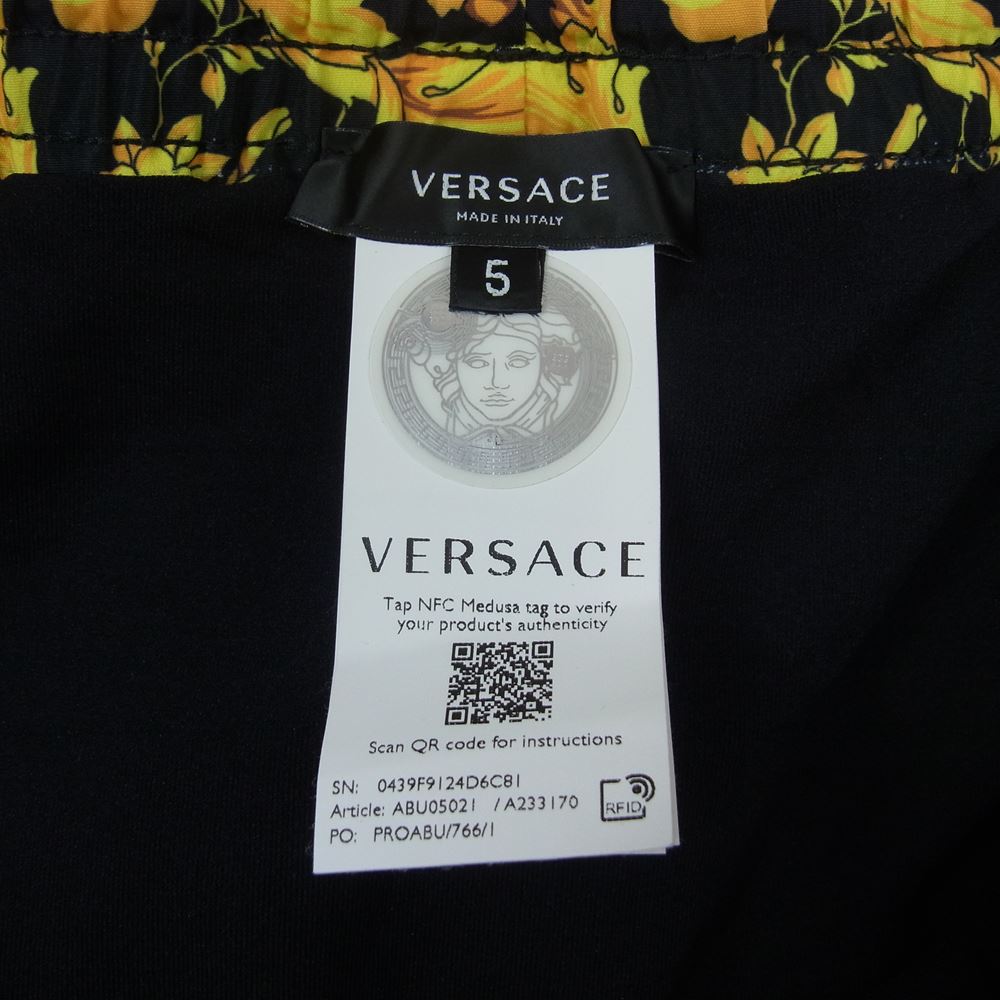 VERSACE
MADE IN ITALY
5
VERSACE
Tap NFC Medusa tag to verify
your product's authenticity
Scan QR code for instructions
SN: 0439F9124D6C81
Article: ABU05021 /A233170
PO: PROABU/766/1
RFID